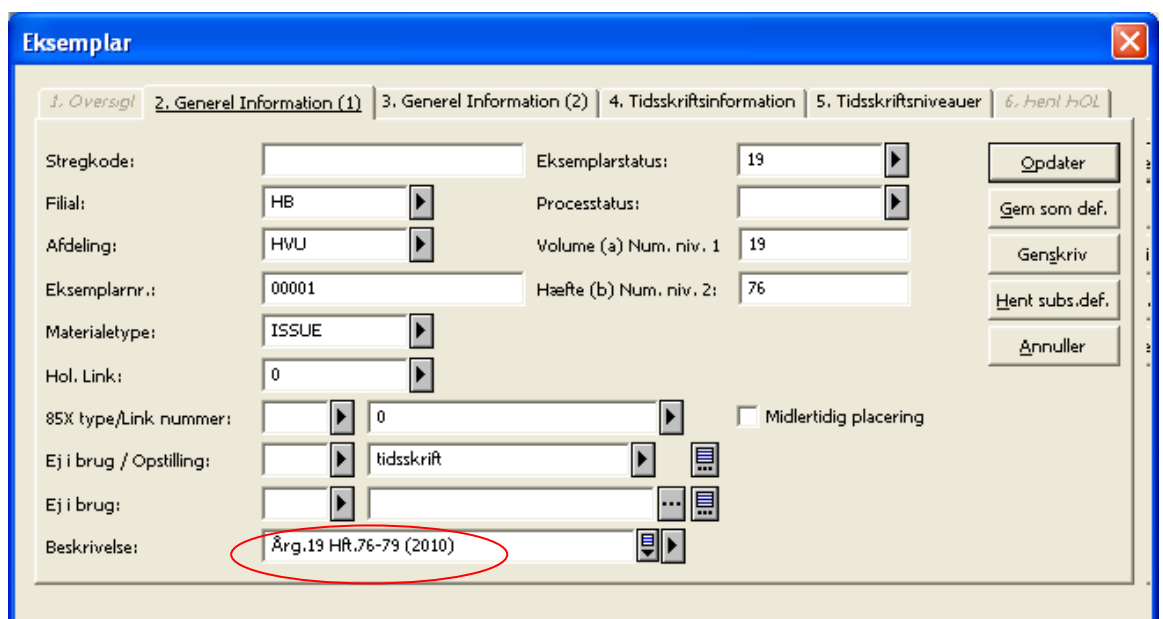 Eksemplar
1. Oversigt 2. Generel Information (1) 3. Generel Information (2) 4. Tidsskriftsinformation 5. Tidsskriftsniveauer 6. Hent HOL
Stregkode: Eksemplarstatus: 19 Opdater
Filial: HB Processtatus: Gem som def.
Afdeling: HVU Volume (a) Num. niv. 1 19 Genskriv
Eksemplarnr.: 00001 Hæfte (b) Num. niv. 2: 76 Hent subs.def.
Materialetype: ISSUE Annuller
Hol. Link: 0
85X type/Link nummer: 0 Midlertidig placering
Ej i brug / Opstilling: tidsskrift
Ej i brug:
Beskrivelse: Årg.19 Hft.76-79 (2010)